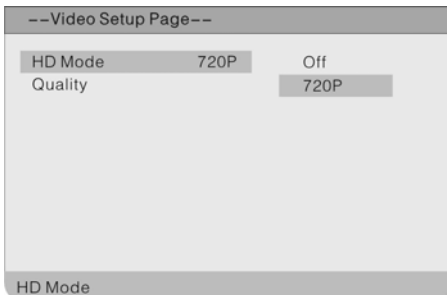 --Video Setup Page--
HD Mode 720P Off
Quality 720P
HD Mode